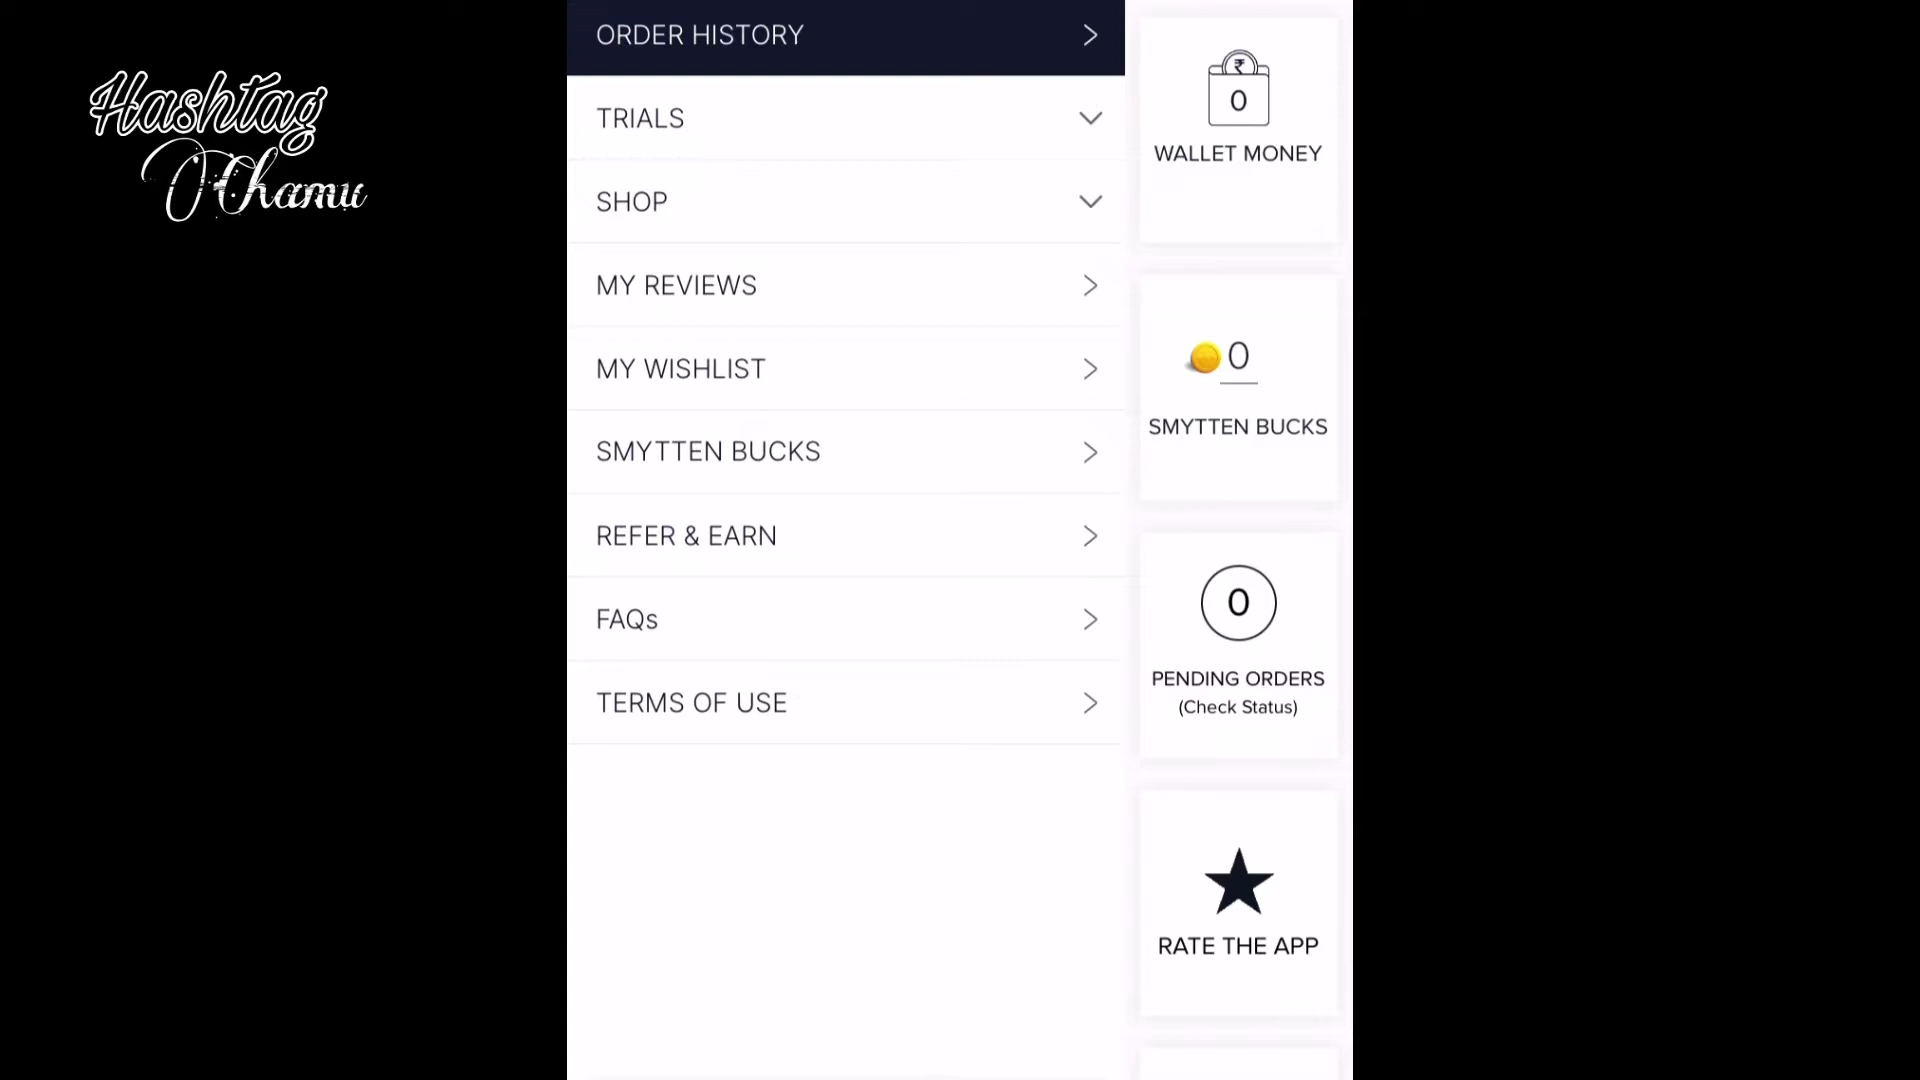 Hashtag
Chamu
ORDER HISTORY
TRIALS
SHOP
MY REVIEWS
MY WISHLIST
SMYTTEN BUCKS
REFER & EARN
FAQs
TERMS OF USE
₹
0
WALLET MONEY
0
SMYTTEN BUCKS
0
PENDING ORDERS
(Check Status)
RATE THE APP